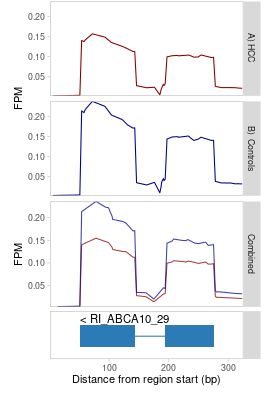 0.20
0.15
0.10
0.05
FPM
A) HCC
0.20
0.15
0.10
0.05
FPM
B) Controls
0.20
0.15
0.10
0.05
FPM
Combined
< RI_ABCA10_29
100
200
300
Distance from region start (bp)